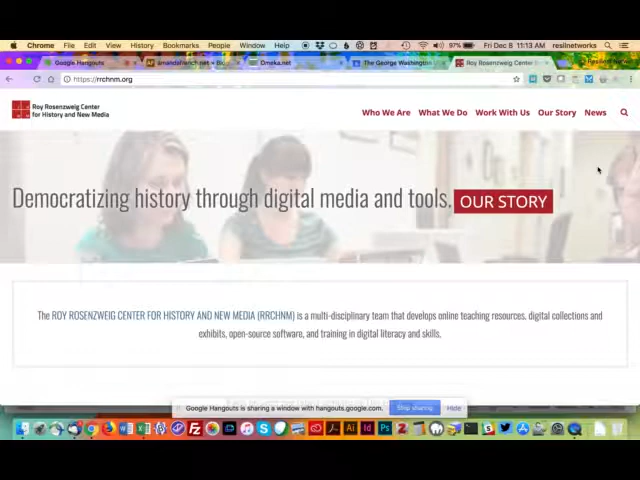 Chrome File Edit View History Bookmarks People Window Help 97% Fri Dec 8 11:13 AM resilnetworks
Google Hangouts
Omeka.net
The George Washington
Roy Rosenzweig Center
https://rrchnm.org
Roy Rosenzweig Center
for History and New Media
Who We Are What We Do Work With Us Our Story News
Democratizing history through digital media and tools. OUR STORY
The ROY ROSENZWEIG CENTER FOR HISTORY AND NEW MEDIA (RRCHNM) is a multi-disciplinary team that develops online teaching resources, digital collections and
exhibits, open-source software, and training in digital literacy and skills.
Google Hangouts is sharing a window with hangouts.google.com. Stop sharing Hide